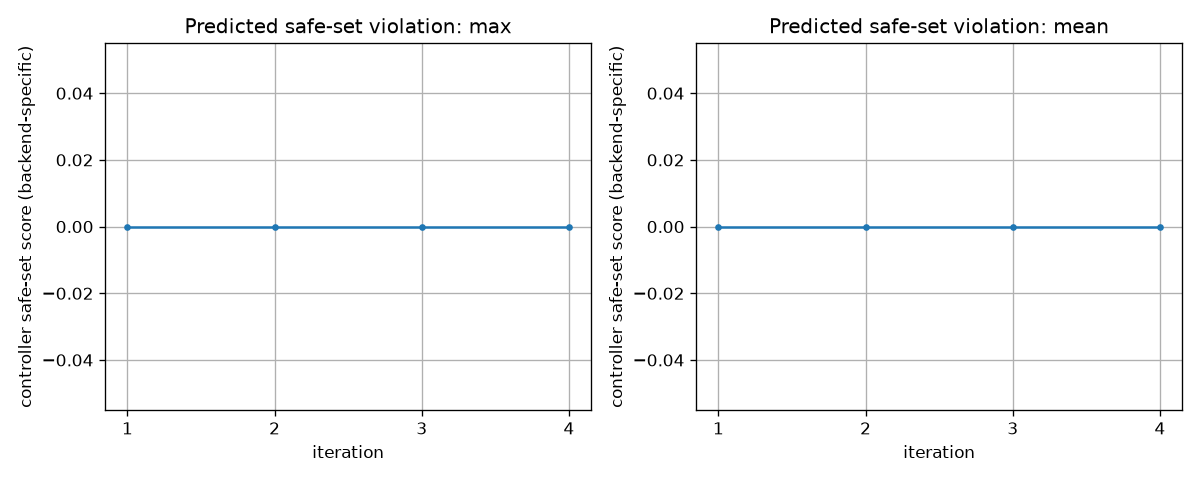 Predicted safe-set violation: max
controller safe-set score (backend-specific)
0.04
0.02
0.00
−0.02
−0.04
1 2 3 4
iteration
Predicted safe-set violation: mean
controller safe-set score (backend-specific)
0.04
0.02
0.00
−0.02
−0.04
1 2 3 4
iteration